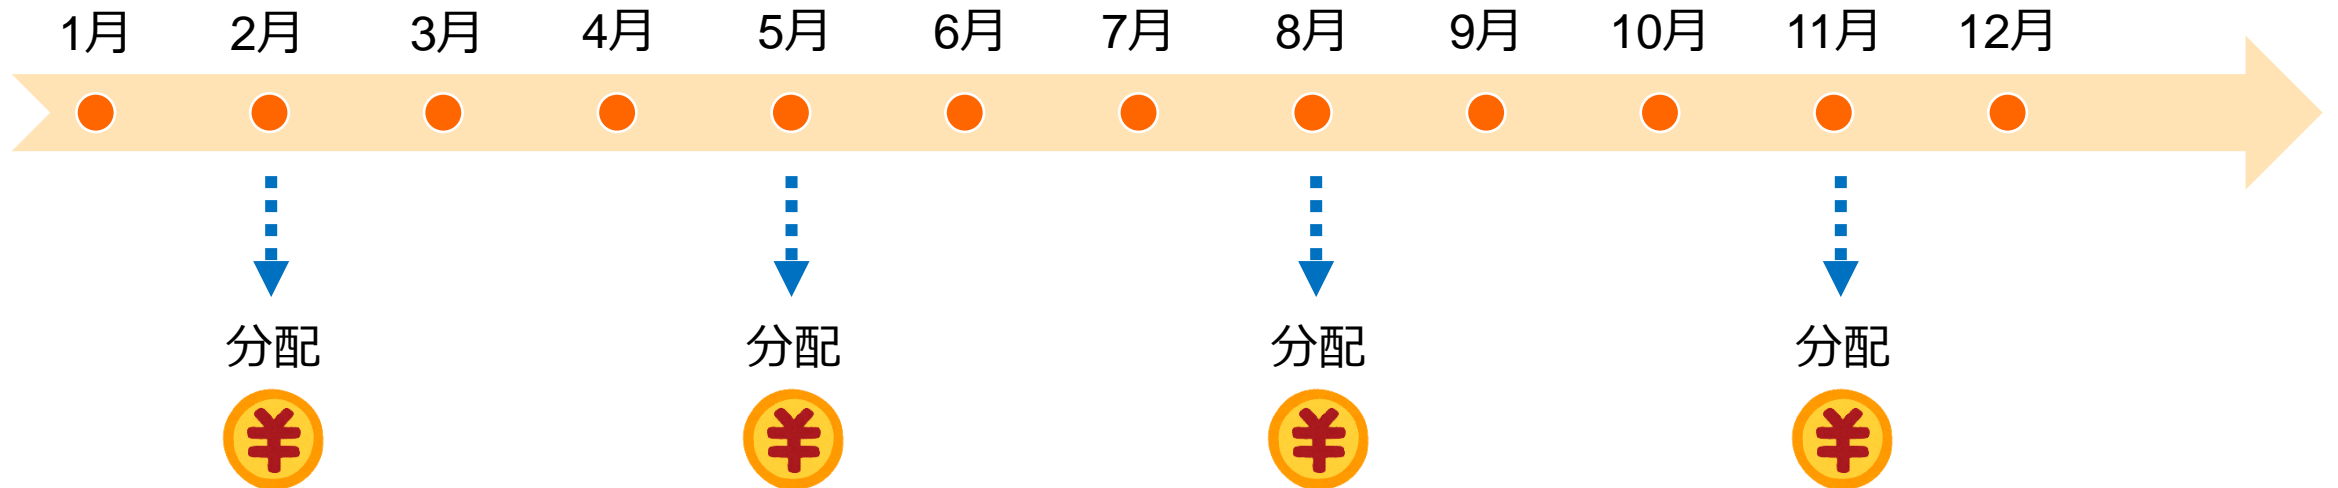 1月 2月 3月 4月 5月 6月 7月 8月 9月 10月 11月 12月
分配 分配 分配 分配
¥ ¥ ¥ ¥